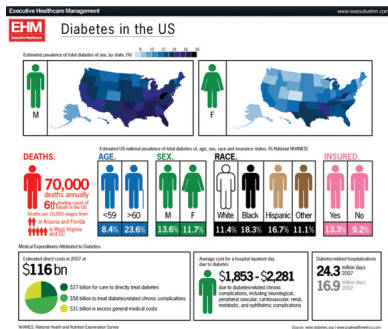 Executive Healthcare Management
www.executivehm.com
EHM
Executive Healthcare
Diabetes in the US
Estimated prevalence of total diabetes of sex, by state. (%)
8 10 12 14 16 18
M
F
Estimated US national prevalence of total diabetes of, age, sex, race and insurance status. (% National NHANES)
DEATHS.
AGE.
SEX.
RACE.
INSURED.
70,000
deaths annually
6th leading cause of
death in the US
Deaths per 10,000 ranges from
in Arizona and Florida
in West Virginia
and DC
<59 >60
M F
White Black Hispanic Other
Yes No
8.4% 23.6%
13.6% 11.7%
11.4% 18.3% 16.7% 11.1%
13.3% 9.2%
Medical Expenditures Attributed to Diabetes.
Estimated direct costs in 2007 at
$116bn
$27 billion for care to directly treat diabetes
$58 billion to treat diabetes-related chronic complications
$31 billion in excess general medical costs
Average cost for a hospital inpatient day
due to diabetes
$1,853 - $2,281
due to diabetes-related chronic
complications, including neurological,
peripheral vascular, cardiovascular, renal,
metabolic, and ophthalmic complications
Diabetes-related hospitalizations
24.3 million days
2007
16.9 million days
2002
NHANES. National Health and Nutrition Examination Survey